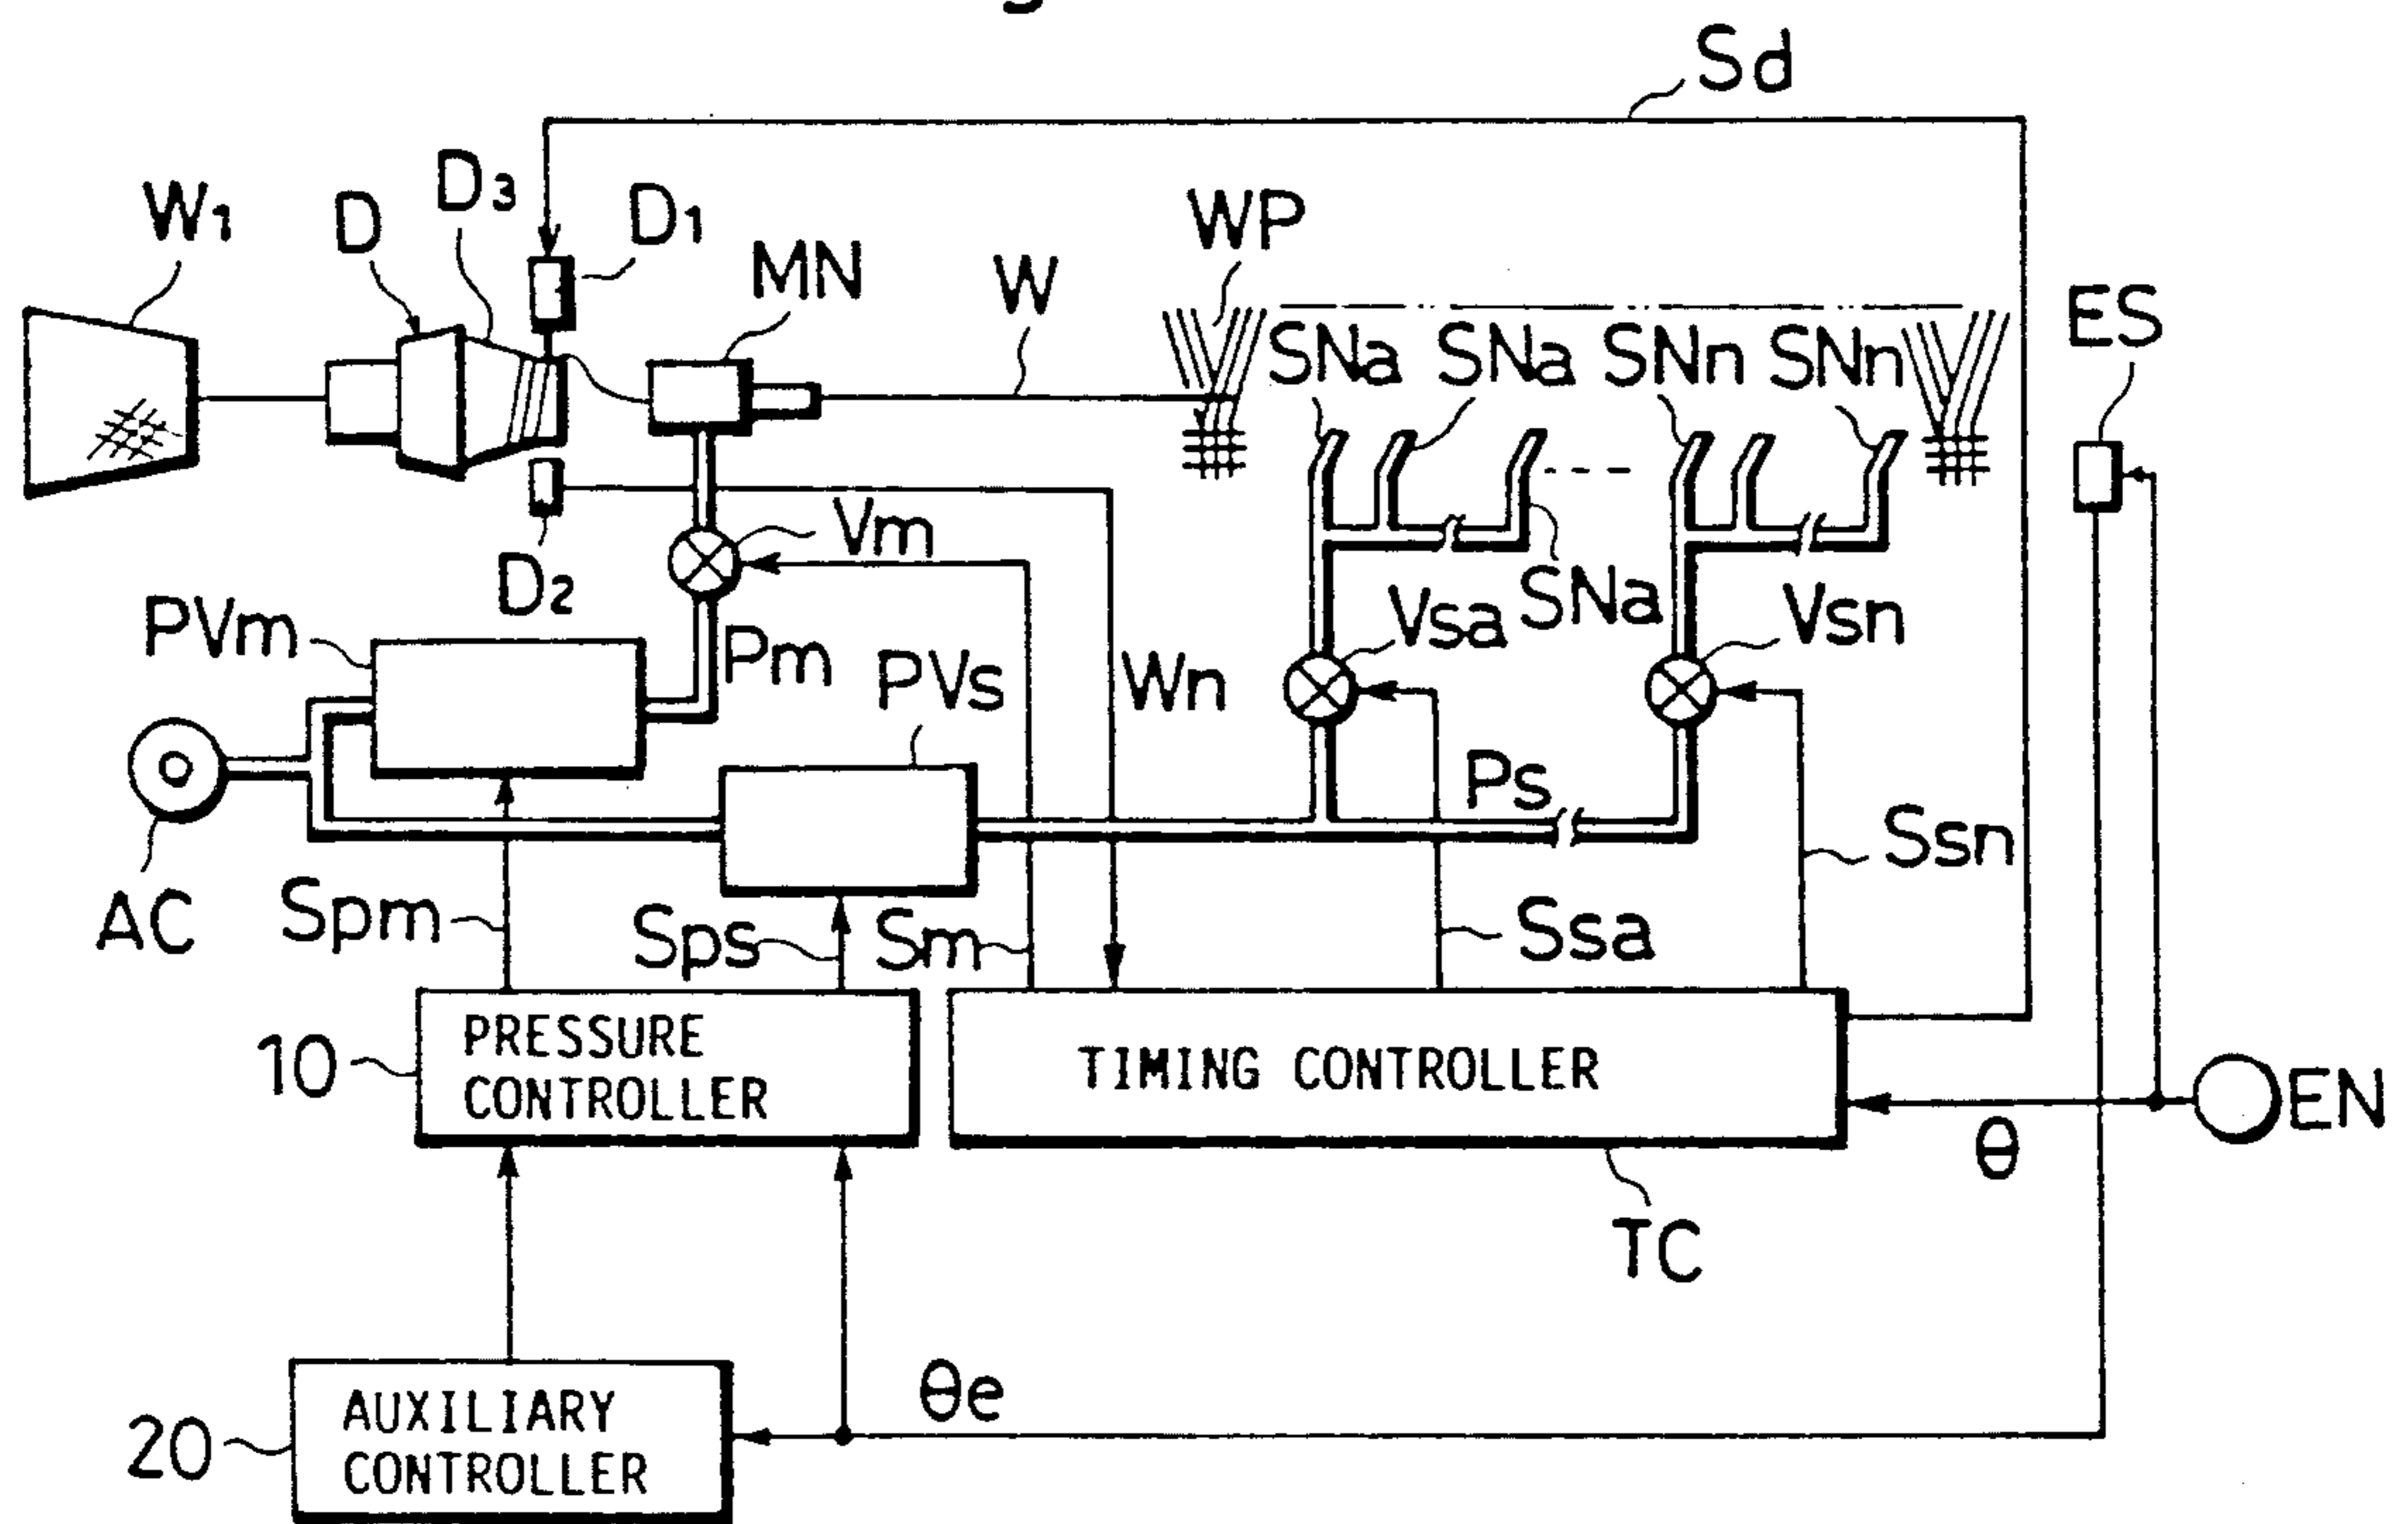 Sd
W1
D
D3
D1
MN
W
WP
SNa
SNa
SNn
SNn
ES
D2
Vm
SNa
PVm
Pm
PVs
Wn
Vsa
Vsn
Ps
Ssn
AC
Spm
Sps
Sm
Ssa
10
PRESSURE
CONTROLLER
TIMING CONTROLLER
θ
EN
TC
20
AUXILIARY
CONTROLLER
θe